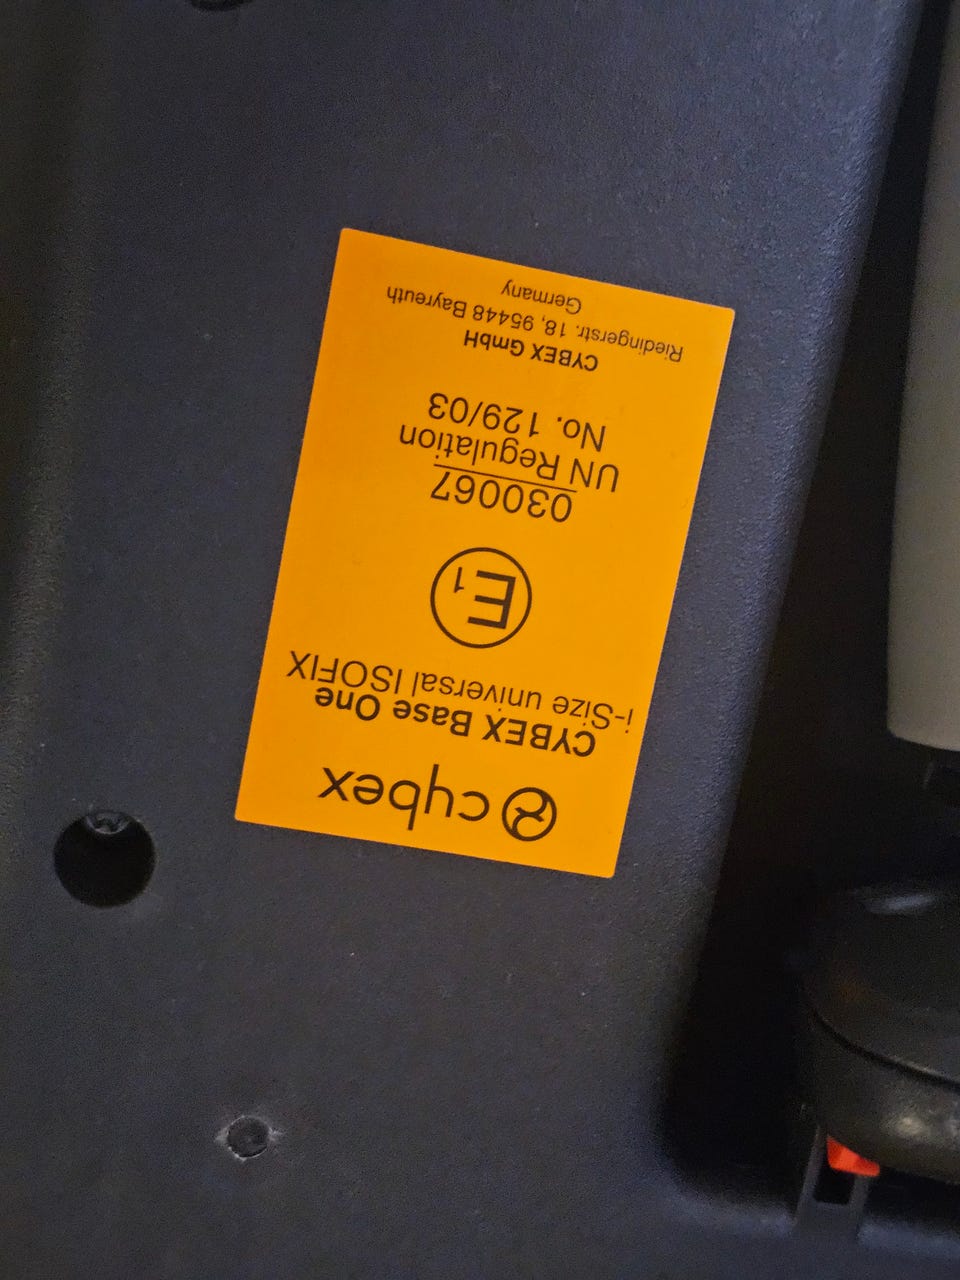 cybex
CYBEX Base One
i-Size universal ISOFIX
E1
030067
UN Regulation
No. 129/03
CYBEX GmbH
Riedingerstr. 18, 95448 Bayreuth
Germany